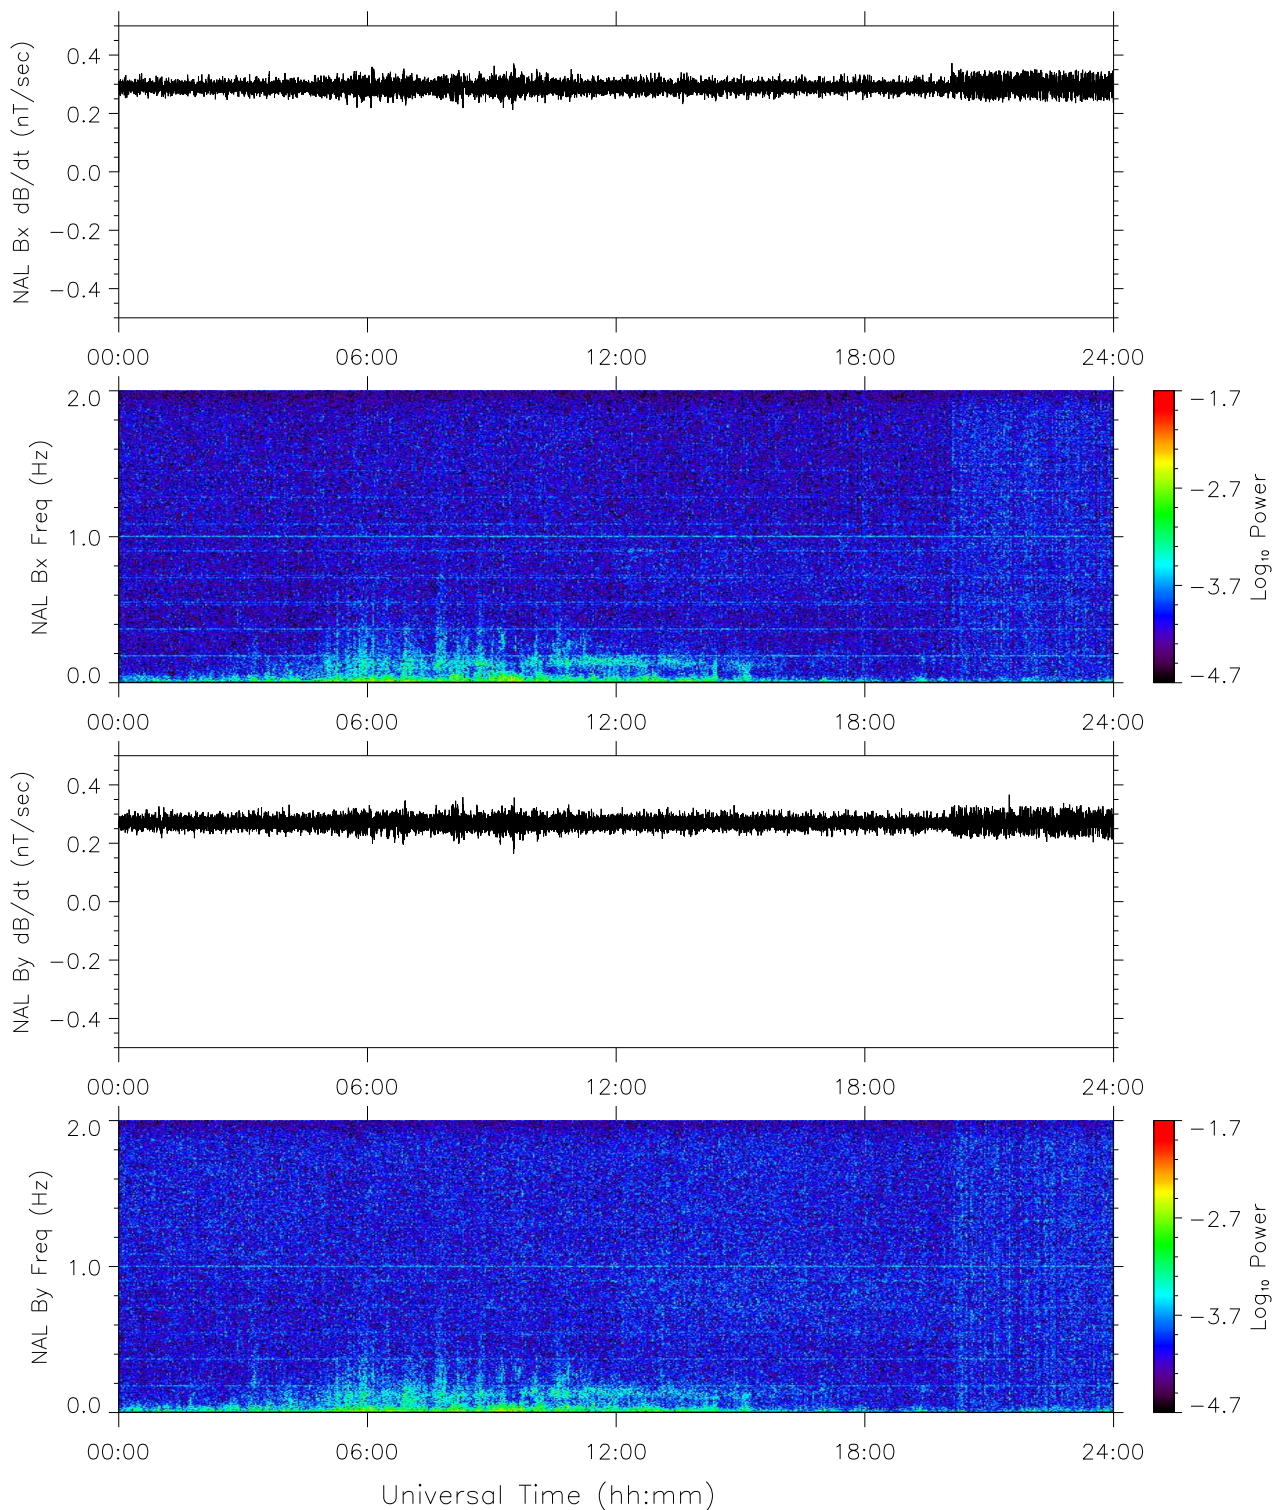 NAL Bx dB/dt (nT/sec)
0.4
0.2
0.0
−0.2
−0.4
00:00 06:00 12:00 18:00 24:00
NAL Bx Freq (Hz)
2.0
1.0
0.0
−1.7
−2.7
−3.7
−4.7
Log₁₀ Power
00:00 06:00 12:00 18:00 24:00
NAL By dB/dt (nT/sec)
0.4
0.2
0.0
−0.2
−0.4
00:00 06:00 12:00 18:00 24:00
NAL By Freq (Hz)
2.0
1.0
0.0
−1.7
−2.7
−3.7
−4.7
Log₁₀ Power
00:00 06:00 12:00 18:00 24:00
Universal Time (hh:mm)